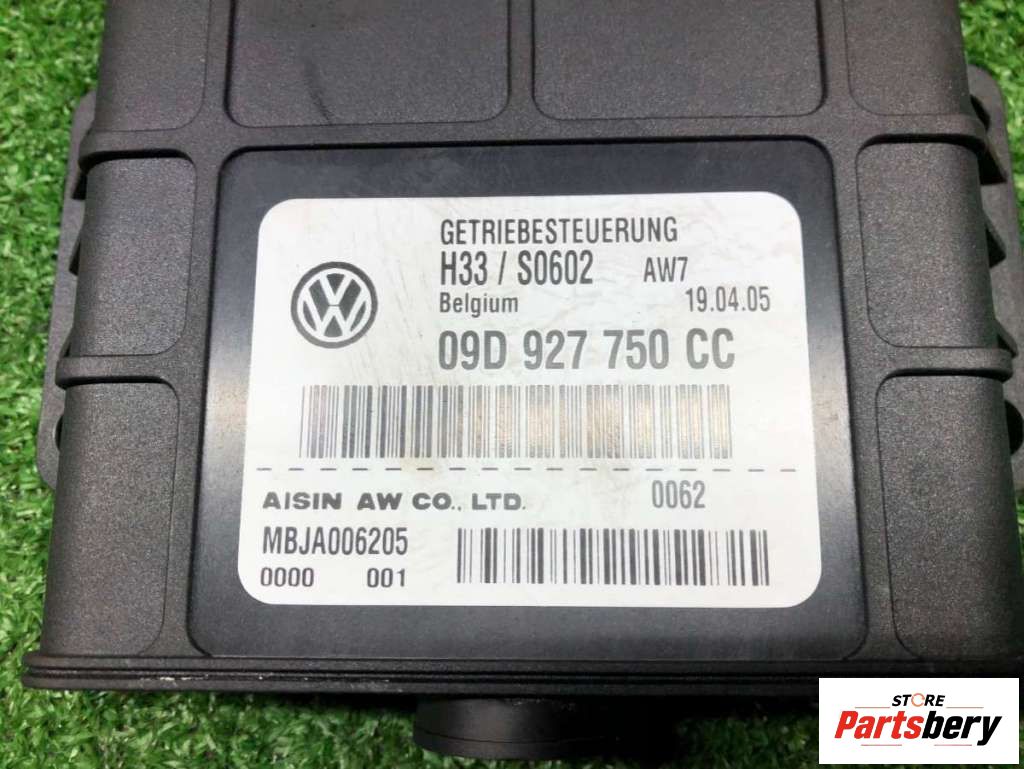 GETRIEBESTEUERUNG
H33 / S0602 AW7
Belgium 19.04.05
09D 927 750 CC
AISIN AW CO., LTD. 0062
MBJA006205
0000 001
STORE
Partsbery